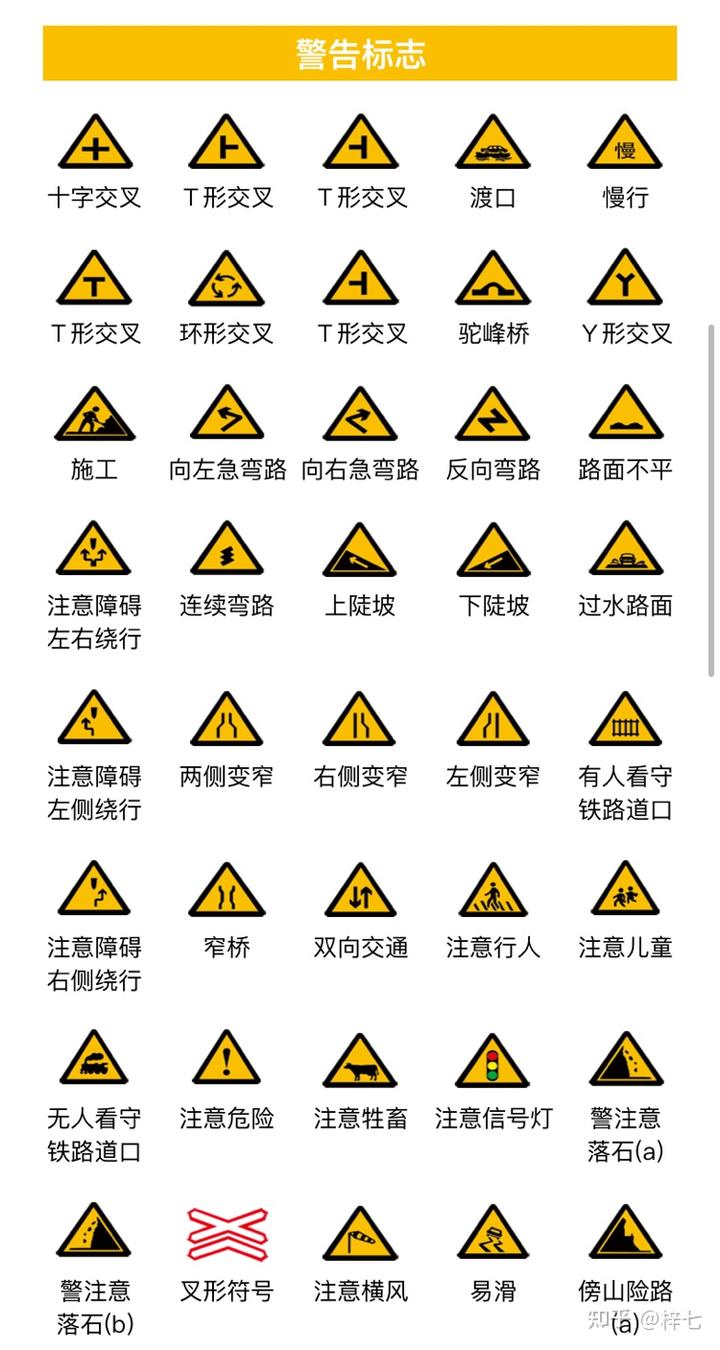 警告标志
慢
十字交叉 T形交叉 T形交叉 渡口 慢行
T形交叉 环形交叉 T形交叉 驼峰桥 Y形交叉
施工 向左急弯路 向右急弯路 反向弯路 路面不平
注意障碍 连续弯路 上陡坡 下陡坡 过水路面
左右绕行
注意障碍 两侧变窄 右侧变窄 左侧变窄 有人看守
左侧绕行 铁路道口
注意障碍 窄桥 双向交通 注意行人 注意儿童
右侧绕行
无人看守 注意危险 注意牲畜 注意信号灯 警注意
铁路道口 落石(a)
警注意 叉形符号 注意横风 易滑 傍山险路
落石(b) (a)
知乎 @梓七